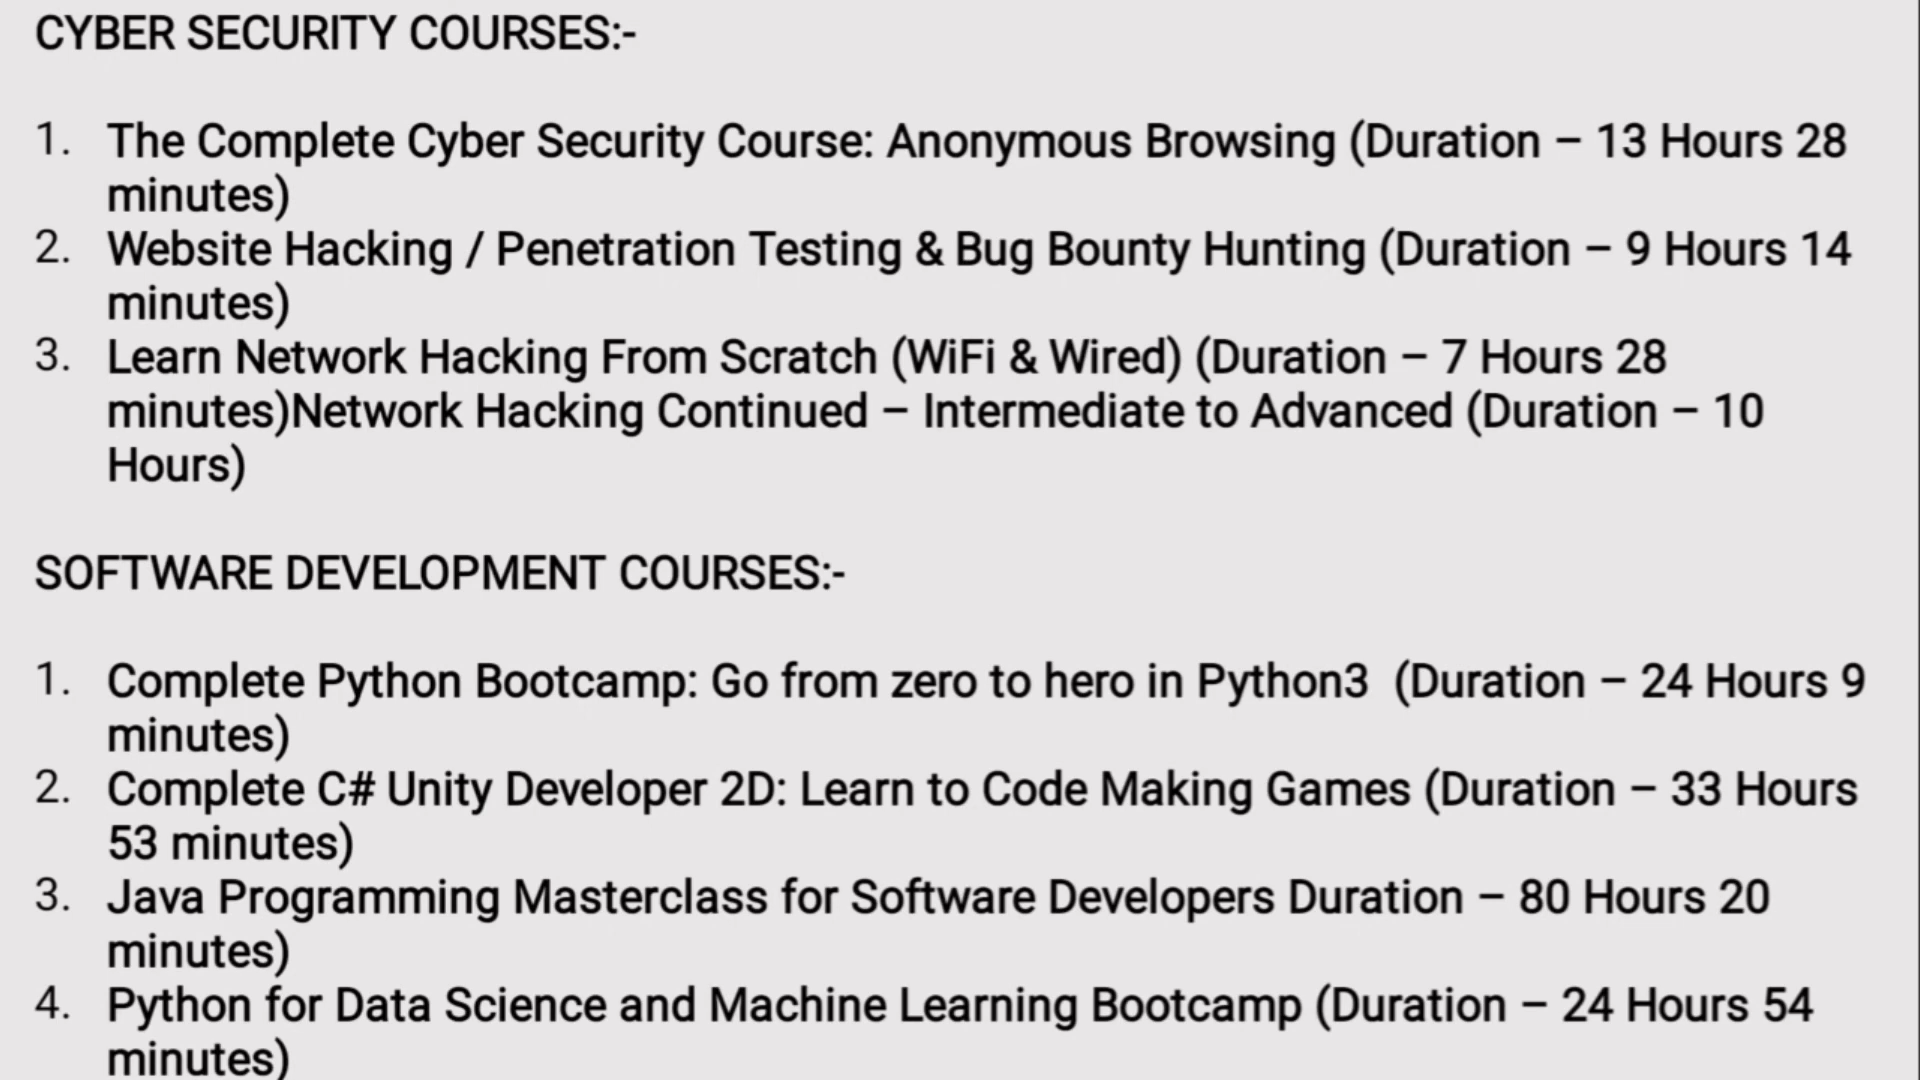 CYBER SECURITY COURSES:-
1. The Complete Cyber Security Course: Anonymous Browsing (Duration – 13 Hours 28
minutes)
2. Website Hacking / Penetration Testing & Bug Bounty Hunting (Duration – 9 Hours 14
minutes)
3. Learn Network Hacking From Scratch (WiFi & Wired) (Duration – 7 Hours 28
minutes)Network Hacking Continued – Intermediate to Advanced (Duration – 10
Hours)
SOFTWARE DEVELOPMENT COURSES:-
1. Complete Python Bootcamp: Go from zero to hero in Python3  (Duration – 24 Hours 9
minutes)
2. Complete C# Unity Developer 2D: Learn to Code Making Games (Duration – 33 Hours
53 minutes)
3. Java Programming Masterclass for Software Developers Duration – 80 Hours 20
minutes)
4. Python for Data Science and Machine Learning Bootcamp (Duration – 24 Hours 54
minutes)